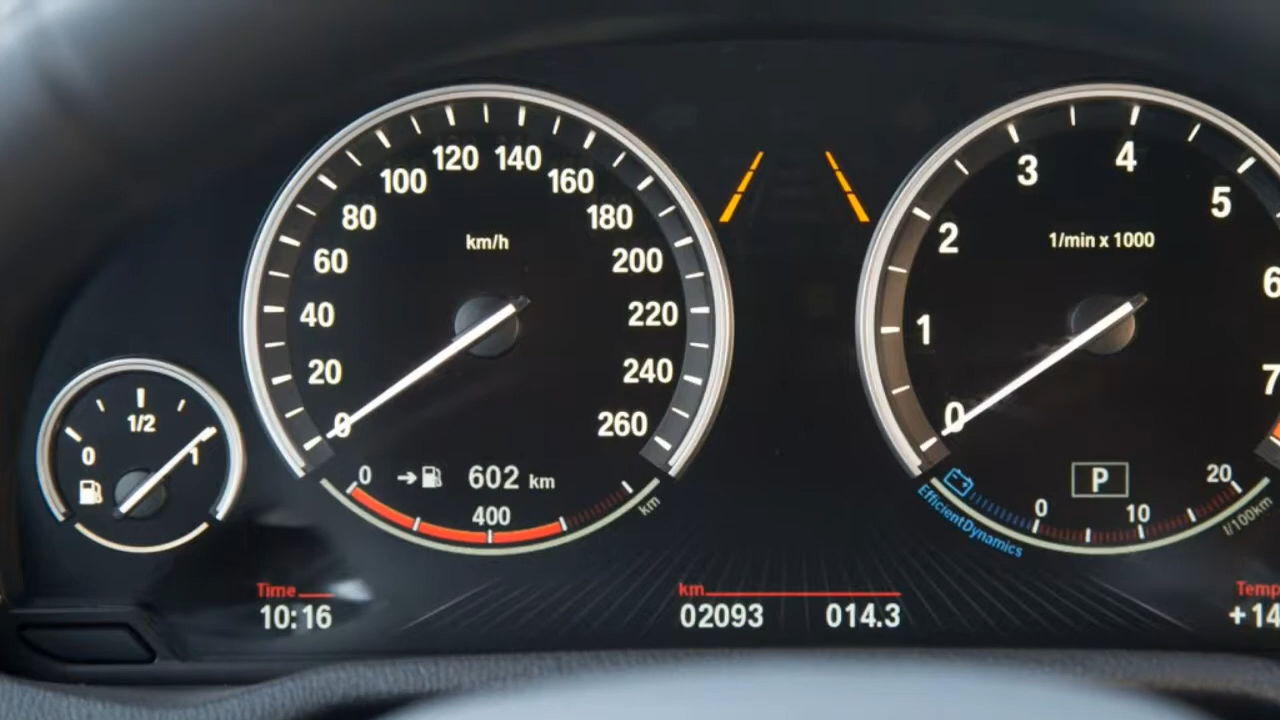 120 140
100 160
80 180
60 200
40 220
20 240
0 260
km/h
0 → 602 km
400
km
1/2
0 1
4
3 5
2 6
1 7
0
1/min x 1000
P
0 10 20
l/100km
EfficientDynamics
Time
10:16
km
02093 014.3
Temp
+14